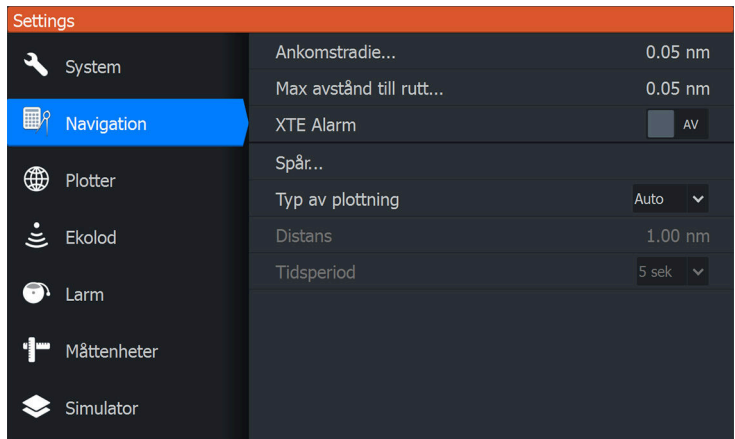 Settings
System
Navigation
Plotter
Ekolod
Larm
Måttenheter
Simulator
Ankomstradie... 0.05 nm
Max avstånd till rutt... 0.05 nm
XTE Alarm AV
Spår...
Typ av plottning Auto
Distans 1.00 nm
Tidsperiod 5 sek